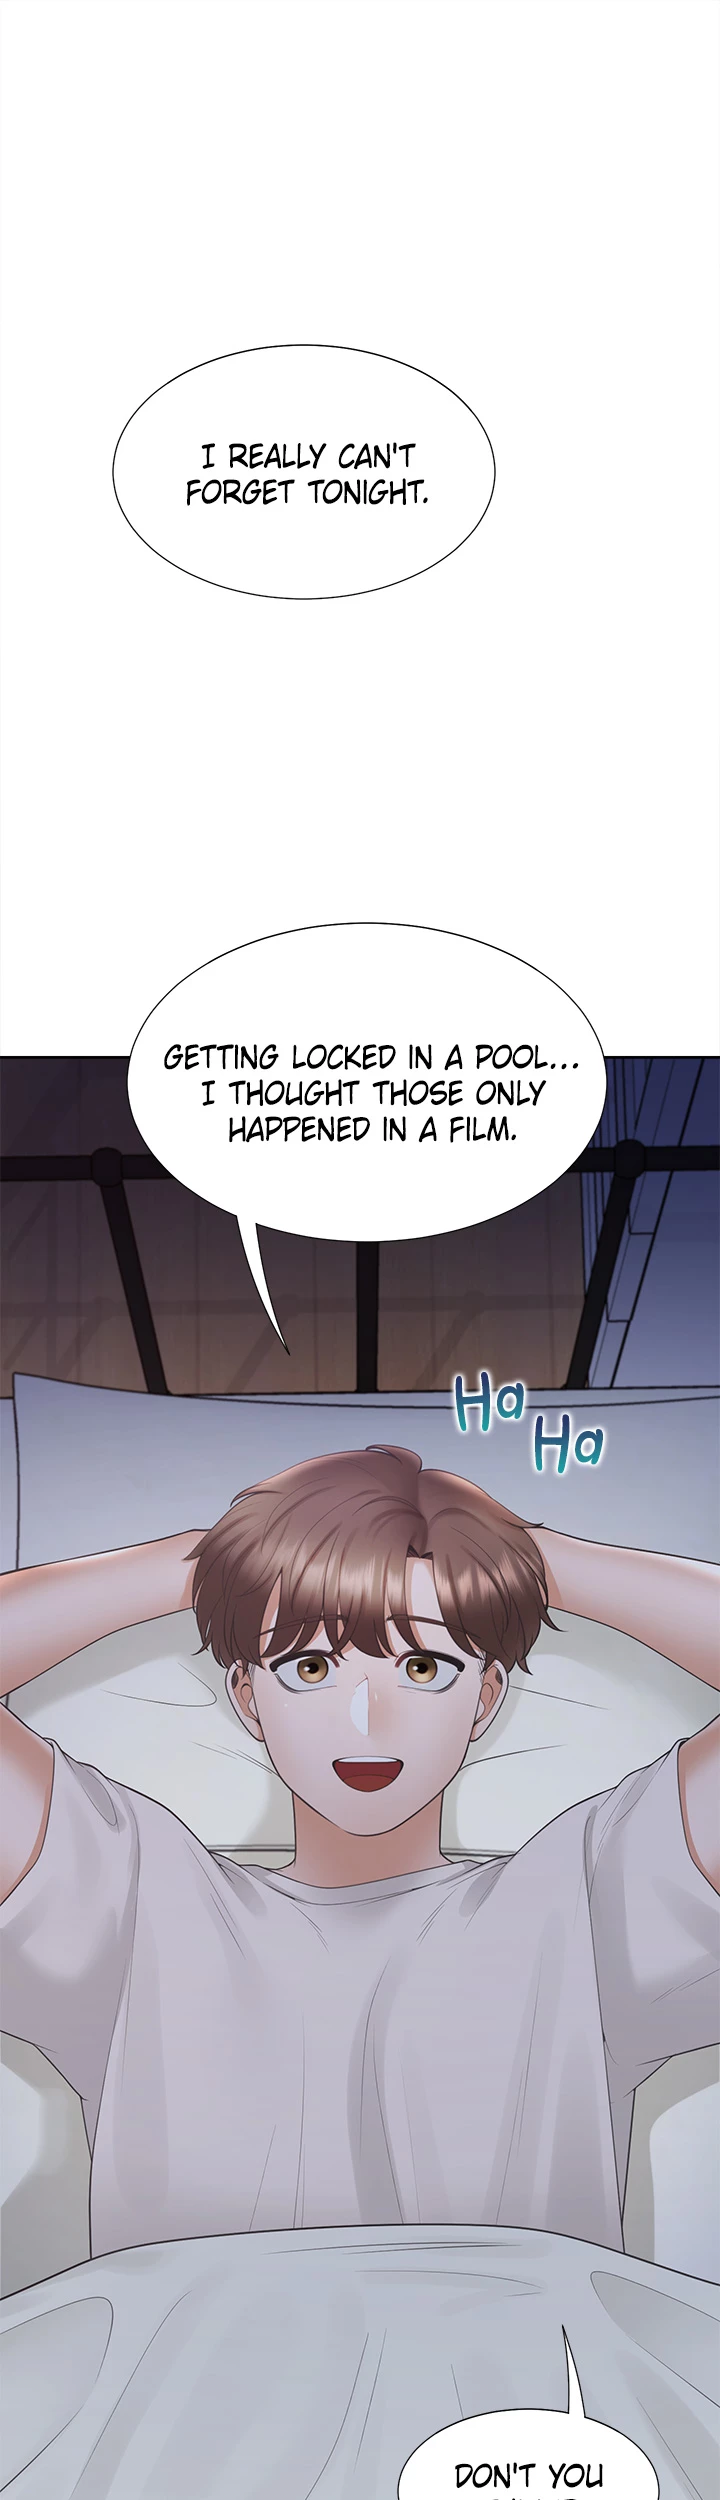 I REALLY CAN'T
FORGET TONIGHT.
GETTING LOCKED IN A POOL...
I THOUGHT THOSE ONLY
HAPPENED IN A FILM.
Ha
Ha
DON'T YOU